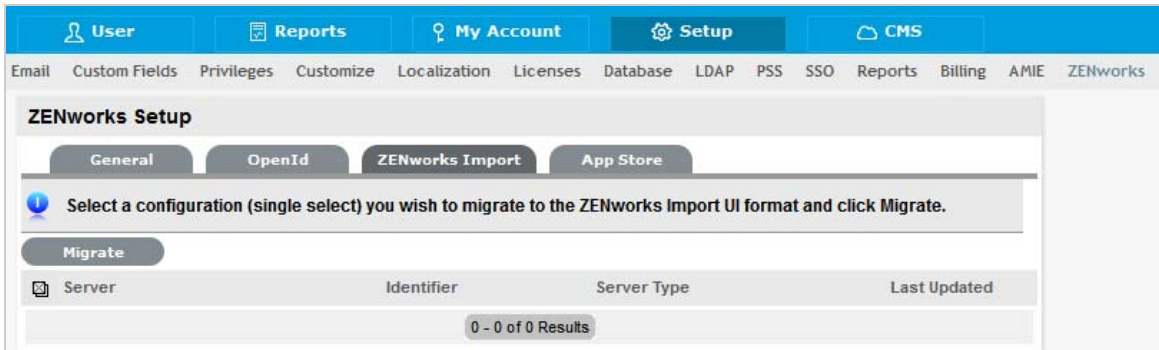 User Reports My Account Setup CMS
Email Custom Fields Privileges Customize Localization Licenses Database LDAP PSS SSO Reports Billing AMIE ZENworks
ZENworks Setup
General OpenId ZENworks Import App Store
Select a configuration (single select) you wish to migrate to the ZENworks Import UI format and click Migrate.
Migrate
Server Identifier Server Type Last Updated
0 - 0 of 0 Results